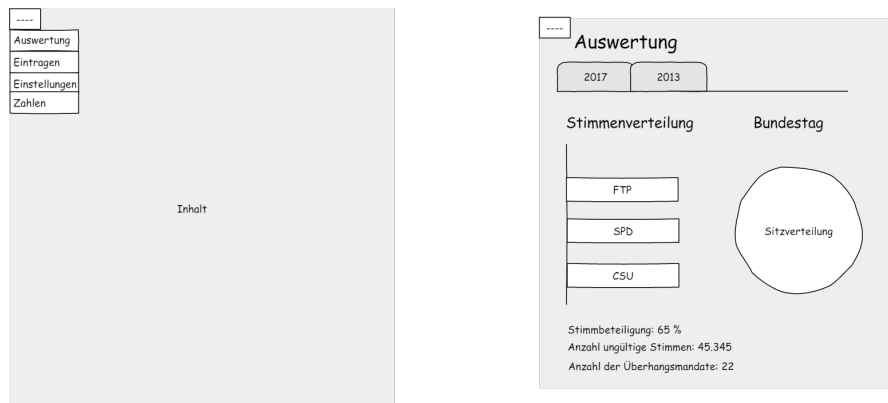 ----
Auswertung
Eintragen
Einstellungen
Zahlen
Inhalt
----
Auswertung
2017
2013
Stimmenverteilung
Bundestag
FTP
SPD
CSU
Sitzverteilung
Stimmbeteiligung: 65 %
Anzahl ungültige Stimmen: 45.345
Anzahl der Überhangsmandate: 22